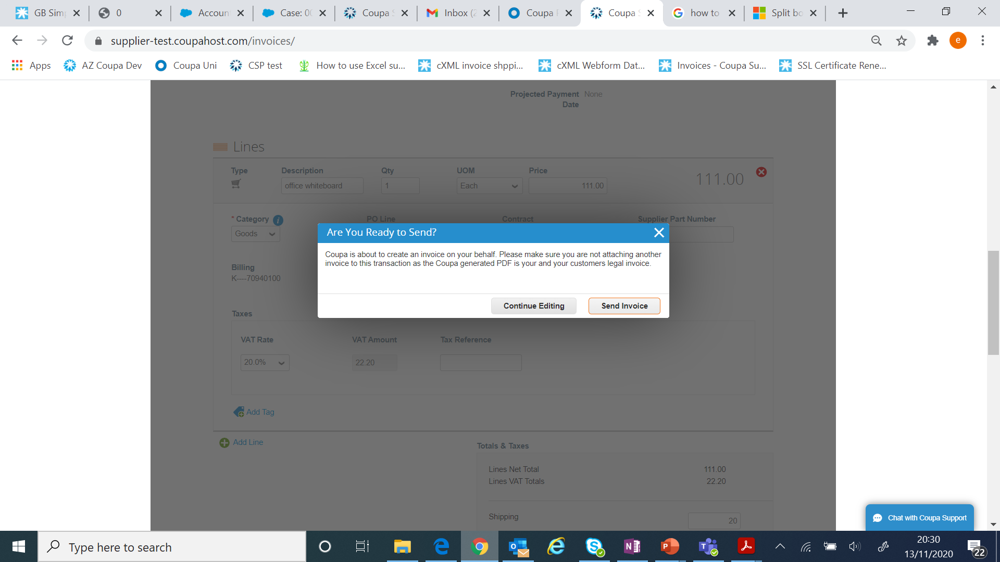 GB Sim
0
Accoun
Case: 0
Coupa S
Inbox (2
Coupa
Coupa
how to
Split bo
supplier-test.coupahost.com/invoices/
e
Apps
AZ Coupa Dev
Coupa Uni
CSP test
How to use Excel su...
cXML invoice shppi...
cXML Webform Dat...
Invoices - Coupa Su...
SSL Certificate Rene...
Projected Payment Date
None
Lines
Type
Description
Qty
UOM
Price
office whiteboard
1
Each
111.00
111.00
* Category
PO Line
Contract
Supplier Part Number
Goods
Are You Ready to Send?
Coupa is about to create an invoice on your behalf. Please make sure you are not attaching another
invoice to this transaction as the Coupa generated PDF is your and your customers legal invoice.
Continue Editing
Send Invoice
Billing
K----70940100
Taxes
VAT Rate
VAT Amount
Tax Reference
20.0%
22.20
Add Tag
Add Line
Totals & Taxes
Lines Net Total
111.00
Lines VAT Totals
22.20
Shipping
20
Chat with Coupa Support
Type here to search
20:30
13/11/2020
22